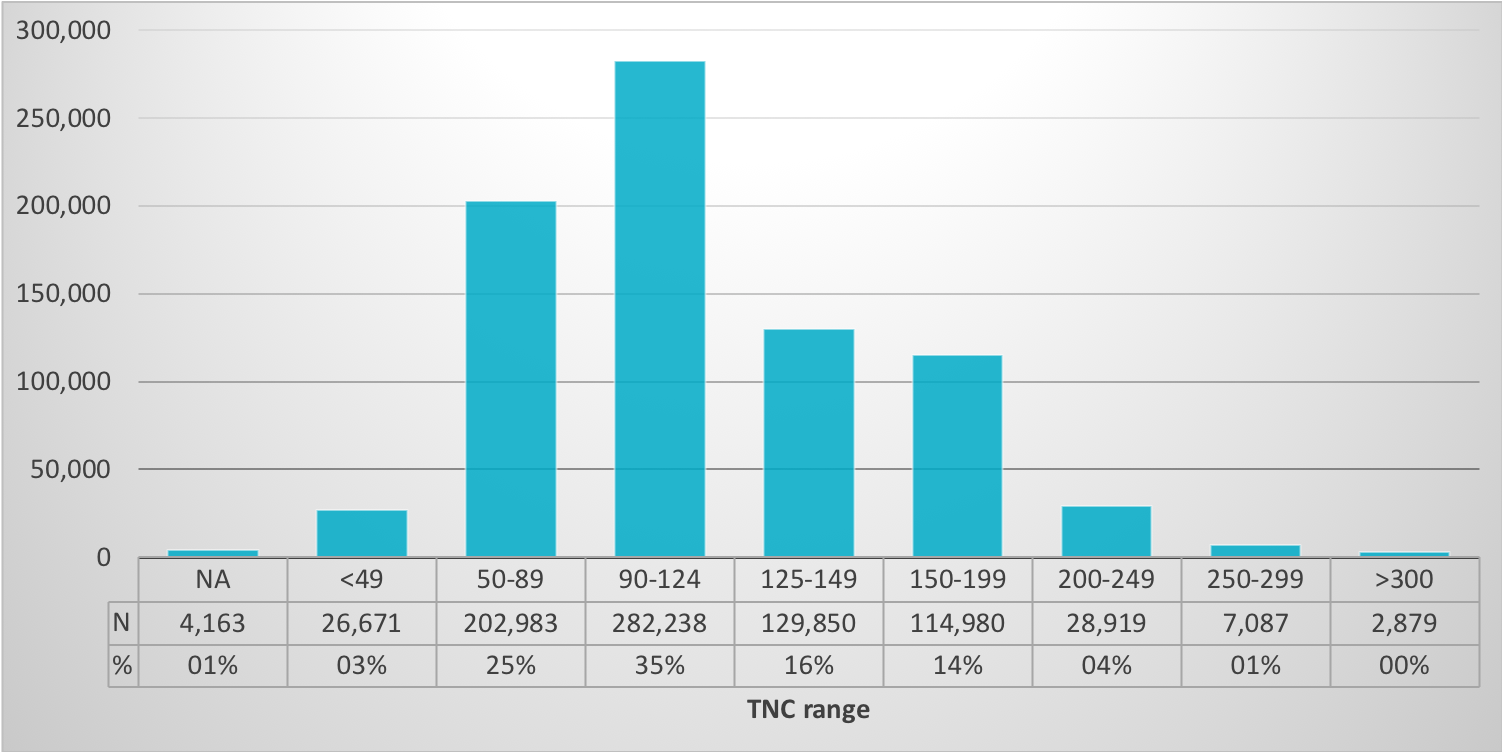 300,000
250,000
200,000
150,000
100,000
50,000
0
NA <49 50-89 90-124 125-149 150-199 200-249 250-299 >300
N 4,163 26,671 202,983 282,238 129,850 114,980 28,919 7,087 2,879
% 01% 03% 25% 35% 16% 14% 04% 01% 00%
TNC range